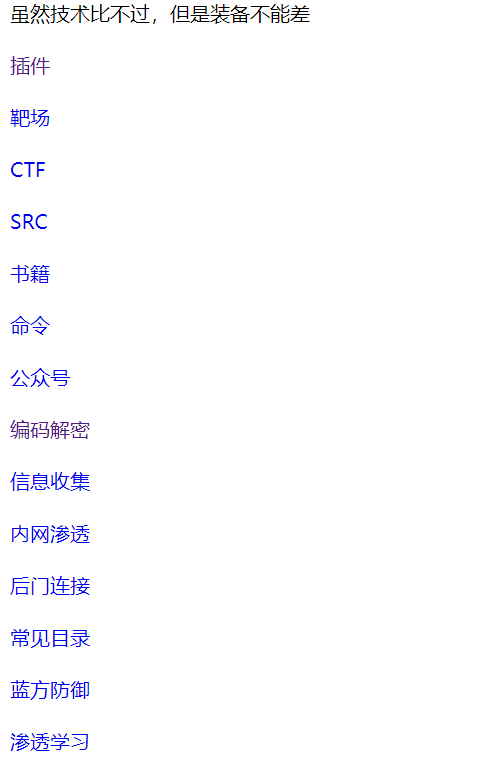 虽然技术比不过，但是装备不能差
插件
靶场
CTF
SRC
书籍
命令
公众号
编码解密
信息收集
内网渗透
后门连接
常见目录
蓝方防御
渗透学习